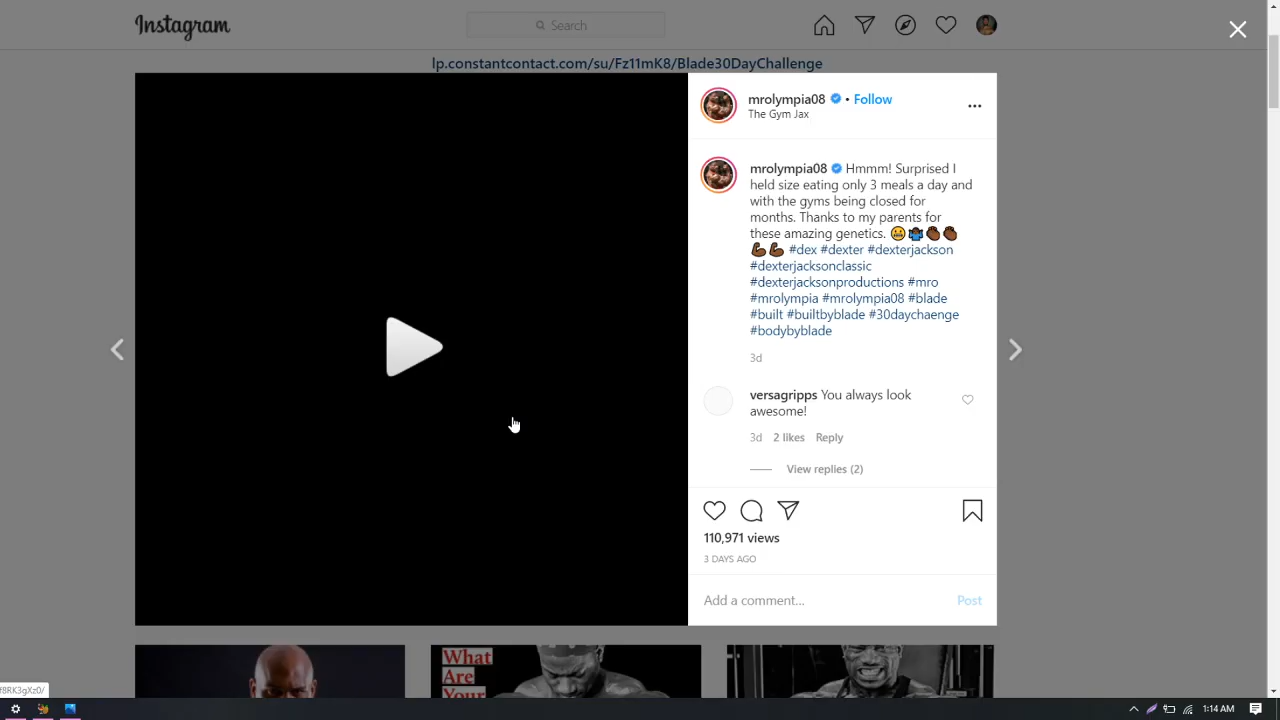 Instagram
Search
lp.constantcontact.com/su/Fz11mK8/Blade30DayChallenge
mrolympia08 • Follow
The Gym Jax
mrolympia08 Hmmm! Surprised I
held size eating only 3 meals a day and
with the gyms being closed for
months. Thanks to my parents for
these amazing genetics. 😬🤷🏾‍♂️👏🏾👏🏾
💪🏾💪🏾 #dex #dexter #dexterjackson
#dexterjacksonclassic
#dexterjacksonproductions #mro
#mrolympia #mrolympia08 #blade
#built #builtbyblade #30daychaenge
#bodybyblade
3d
versagripps You always look
awesome!
3d 2 likes Reply
View replies (2)
110,971 views
3 DAYS AGO
Add a comment... Post
What
Are
Your
f8RK3gXz0/
1:14 AM